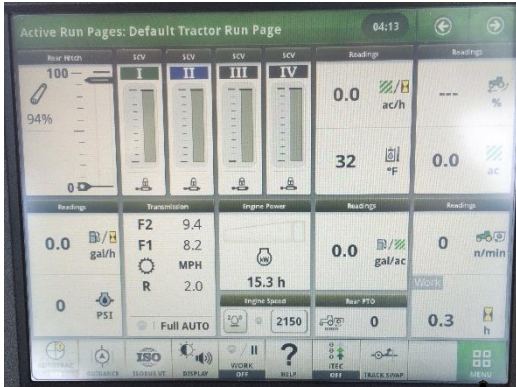 Active Run Pages: Default Tractor Run Page
04:13
Rear Hitch
100
94%
0
SCV
I
SCV
II
SCV
III
SCV
IV
Readings
0.0
ac/h
32
°F
Readings
---
%
0.0
ac
Readings
0.0
gal/h
0
PSI
Transmission
F2 9.4
F1 8.2
MPH
R 2.0
Full AUTO
Engine Power
kW
15.3 h
Engine Speed
2150
Readings
0.0
gal/ac
Rear PTO
0
Readings
0
n/min
Work
0.3
h
GUIDANCE
ISO
ISOBUS VT
DISPLAY
WORK
OFF
?
HELP
iTEC
OFF
TRACK SWAP
MENU